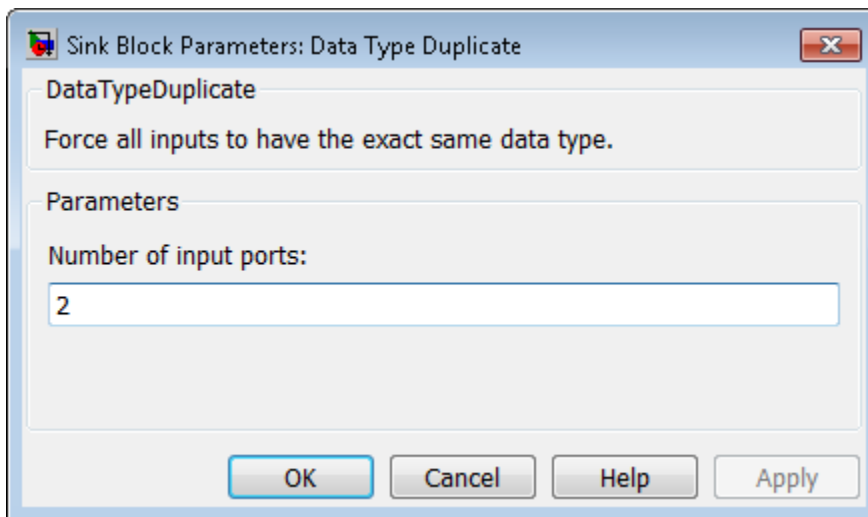 Sink Block Parameters: Data Type Duplicate
DataTypeDuplicate
Force all inputs to have the exact same data type.
Parameters
Number of input ports:
2
OK Cancel Help Apply